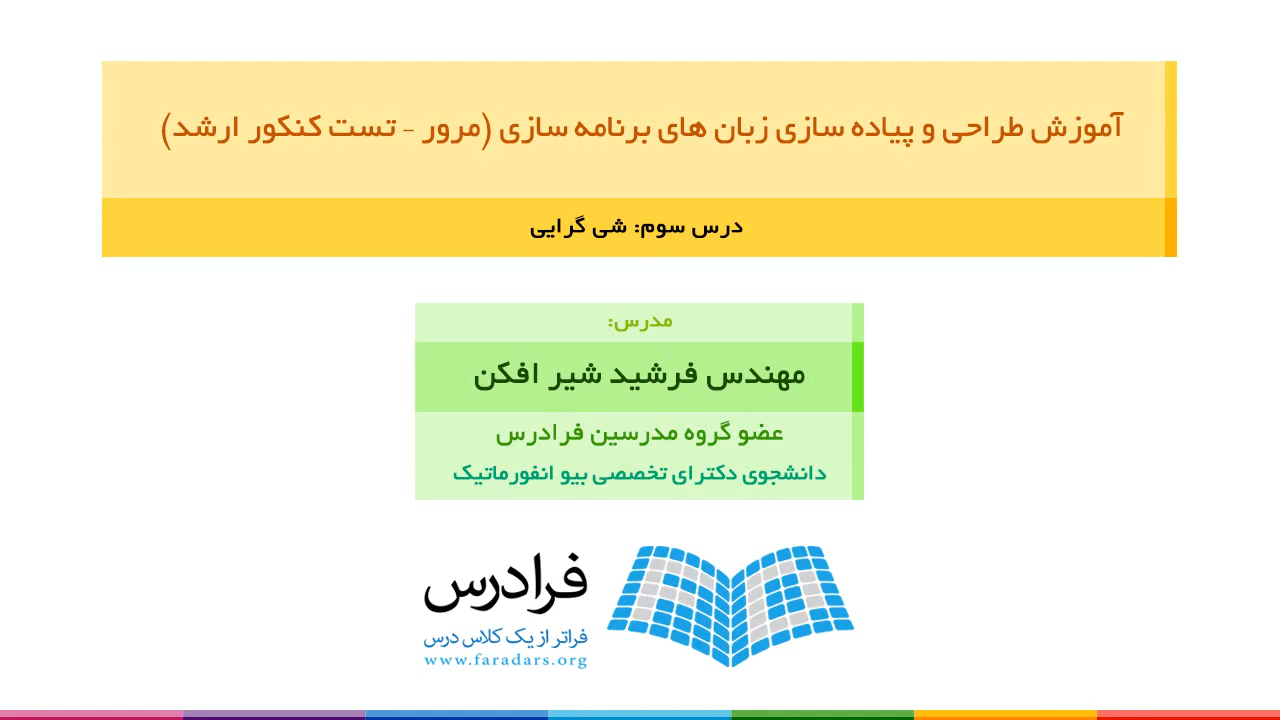 آموزش طراحی و پیاده سازی زبان های برنامه سازی (مرور - تست کنکور ارشد)
درس سوم: شی گرایی
مدرس:
مهندس فرشید شیر افکن
عضو گروه مدرسین فرادرس
دانشجوی دکترای تخصصی بیو انفورماتیک
فرادرس
فراتر از یک کلاس درس
www.faradars.org